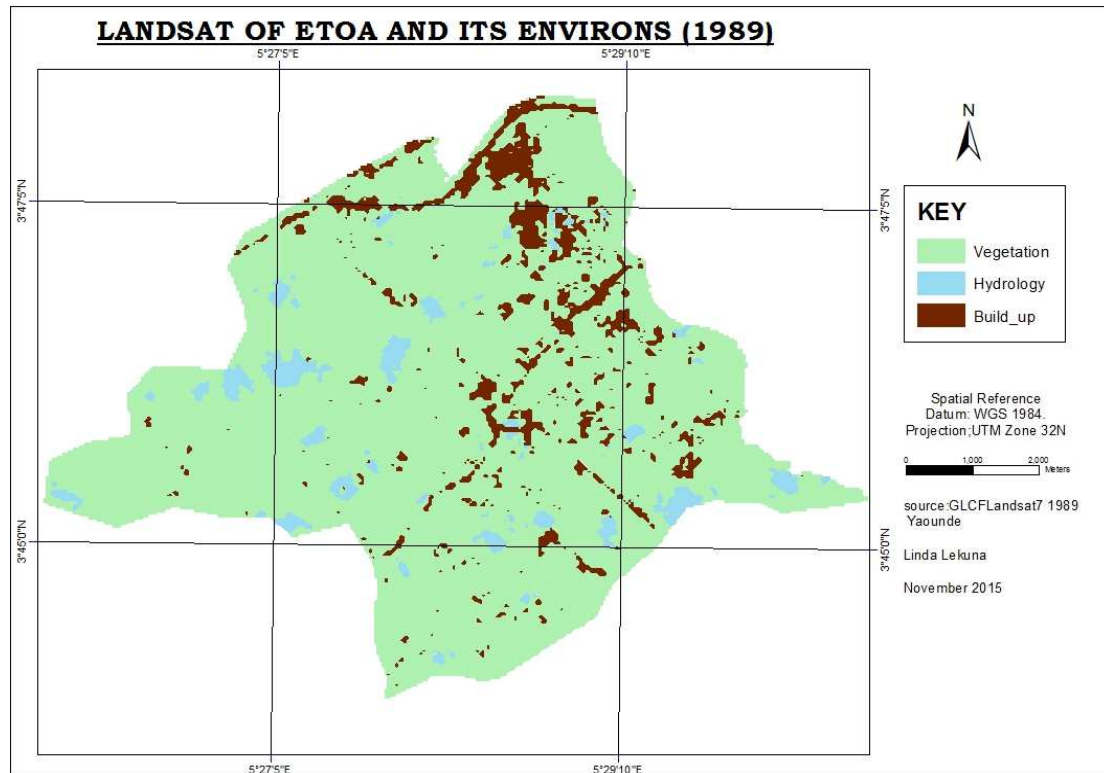 LANDSAT OF ETOA AND ITS ENVIRONS (1989)
5°27'5"E
5°29'10"E
N
3°47'5"N
3°47'5"N
KEY
Vegetation
Hydrology
Build_up
Spatial Reference
Datum: WGS 1984.
Projection;UTM Zone 32N
0 1,000 2,000
Meters
source:GLCFLandsat7 1989
Yaounde
3°45'0"N
3°45'0"N
Linda Lekuna
November 2015
5°27'5"E
5°29'10"E